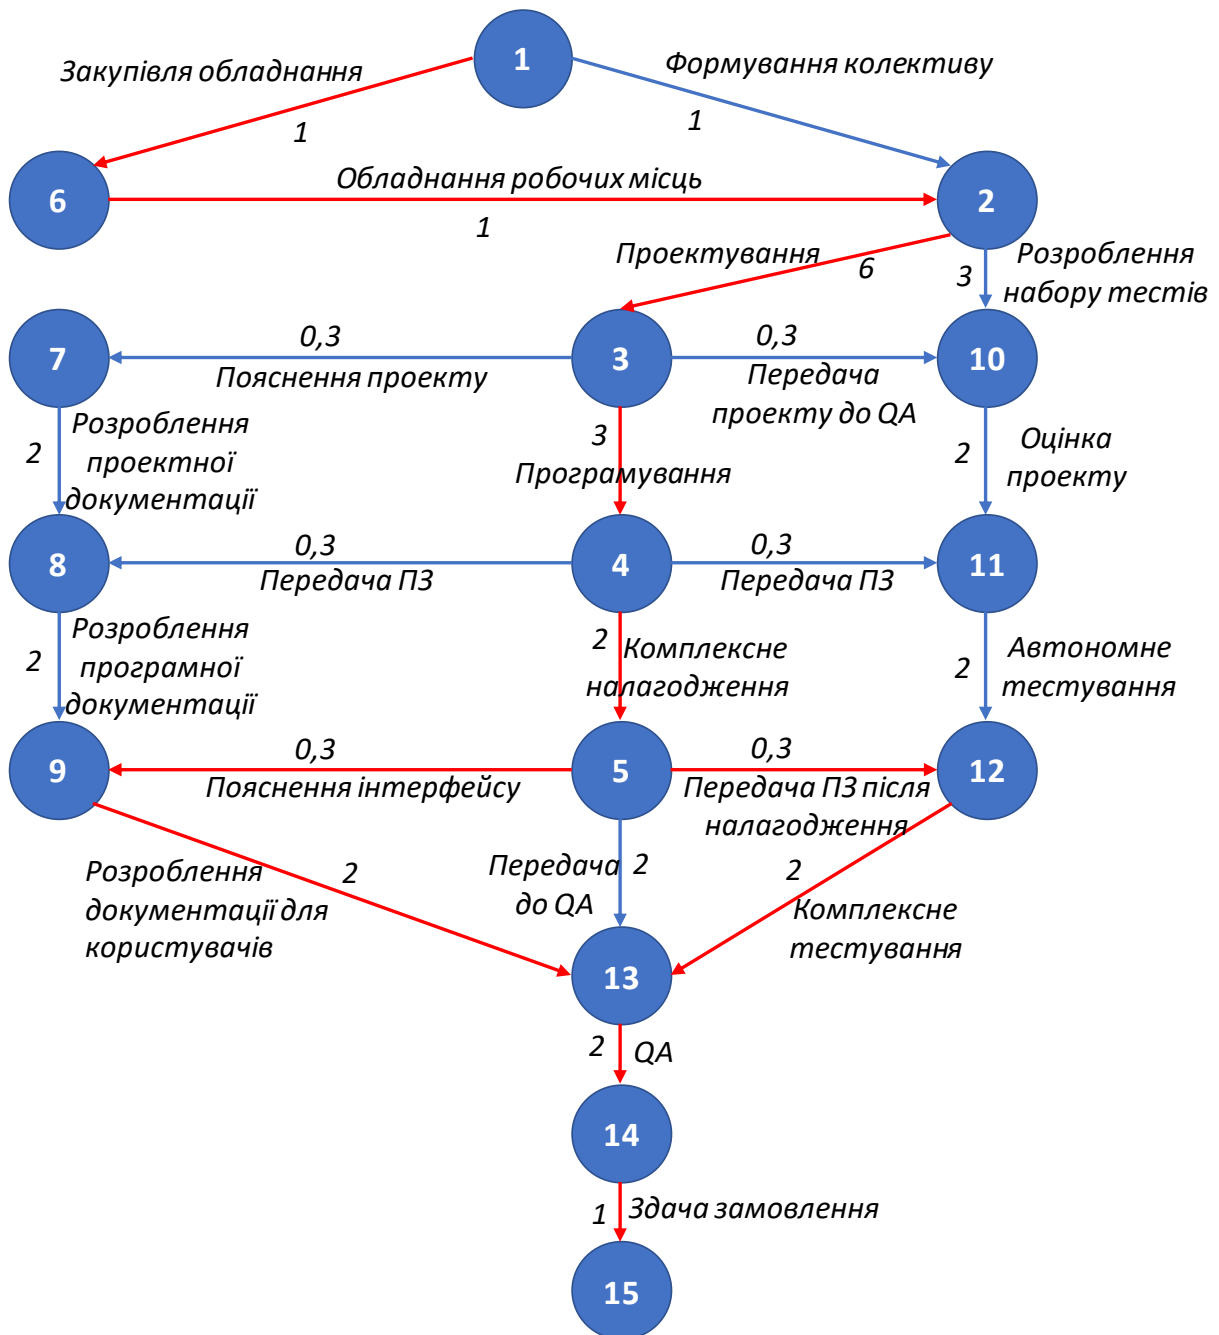 1
Закупівля обладнання
Формування колективу
1
1
6
Обладнання робочих місць
2
1
Проектування
6
3
Розроблення
набору тестів
7
0,3
Пояснення проекту
3
0,3
Передача
проекту до QA
10
2
Розроблення
проектної
документації
3
Програмування
2
Оцінка
проекту
8
0,3
Передача ПЗ
4
0,3
Передача ПЗ
11
2
Розроблення
програмної
документації
2
Комплексне
налагодження
2
Автономне
тестування
9
0,3
Пояснення інтерфейсу
5
0,3
Передача ПЗ після
налагодження
12
Розроблення
документації для
користувачів
2
Передача
до QA
2
2
Комплексне
тестування
13
2
QA
14
1
Здача замовлення
15